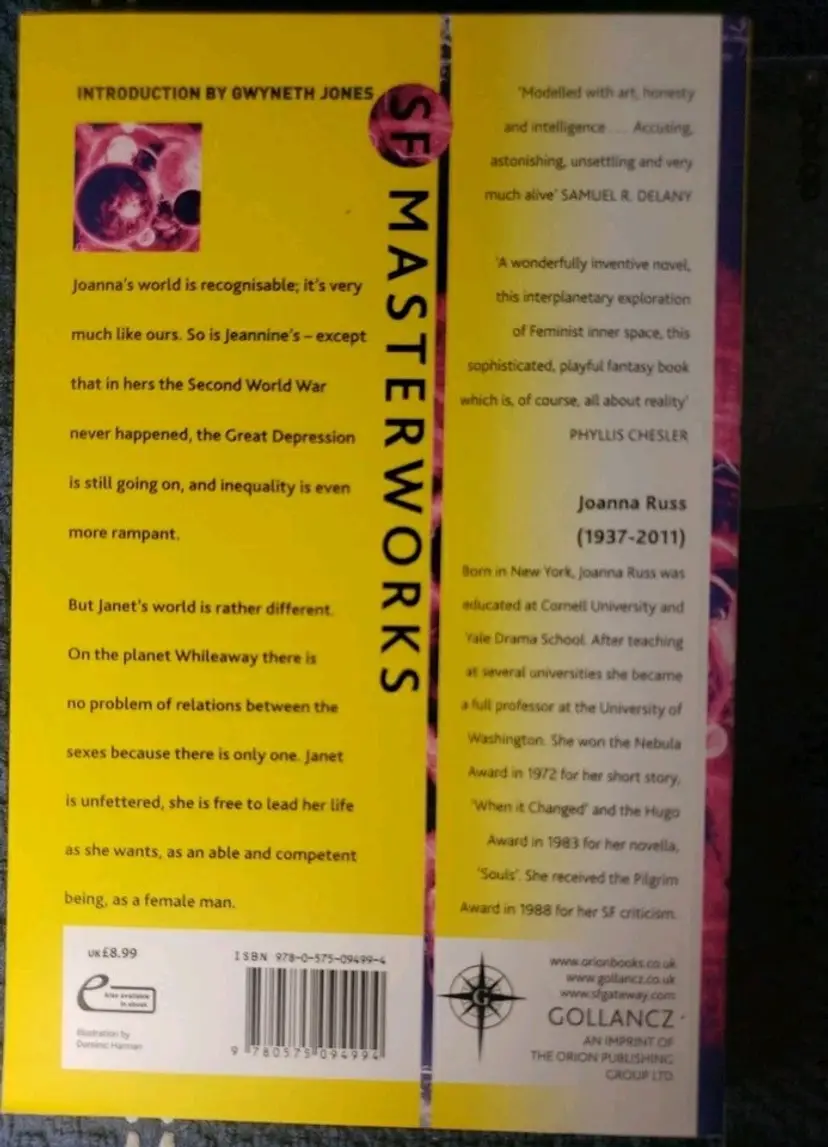 INTRODUCTION BY GWYNETH JONES
Joanna's world is recognisable; it's very
much like ours. So is Jeannine's – except
that in hers the Second World War
never happened, the Great Depression
is still going on, and inequality is even
more rampant.
But Janet's world is rather different.
On the planet Whileaway there is
no problem of relations between the
sexes because there is only one. Janet
is unfettered, she is free to lead her life
as she wants, as an able and competent
being, as a female man.
UK £8.99
e
Also available
in ebook
Illustration by
Dominic Harman
ISBN 978-0-575-09499-4
9 780575 094994
SF MASTERWORKS
'Modelled with art, honesty
and intelligence .... Accusing,
astonishing, unsettling and very
much alive' SAMUEL R. DELANY
'A wonderfully inventive novel,
this interplanetary exploration
of Feminist inner space, this
sophisticated, playful fantasy book
which is, of course, all about reality'
PHYLLIS CHESLER
Joanna Russ
(1937-2011)
Born in New York, Joanna Russ was
educated at Cornell University and
Yale Drama School. After teaching
at several universities she became
a full professor at the University of
Washington. She won the Nebula
Award in 1972 for her short story,
'When it Changed' and the Hugo
Award in 1983 for her novella,
'Souls'. She received the Pilgrim
Award in 1988 for her SF criticism.
G
www.orionbooks.co.uk
www.gollancz.co.uk
www.sfgateway.com
GOLLANCZ
AN IMPRINT OF
THE ORION PUBLISHING
GROUP LTD